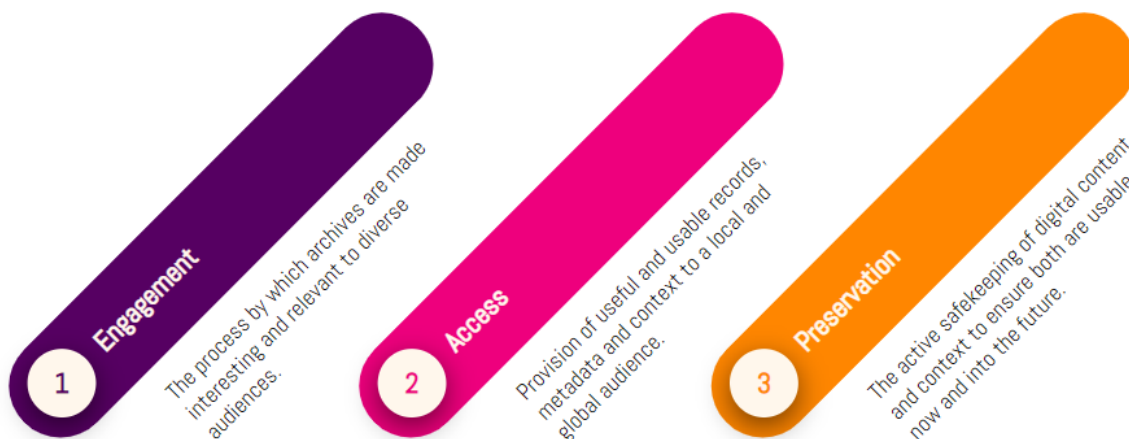 1
Engagement
The process by which archives are made
interesting and relevant to diverse
audiences.
2
Access
Provision of useful and usable records,
metadata and context to a local and
global audience.
3
Preservation
The active safekeeping of digital content
and context to ensure both are usable
now and into the future.